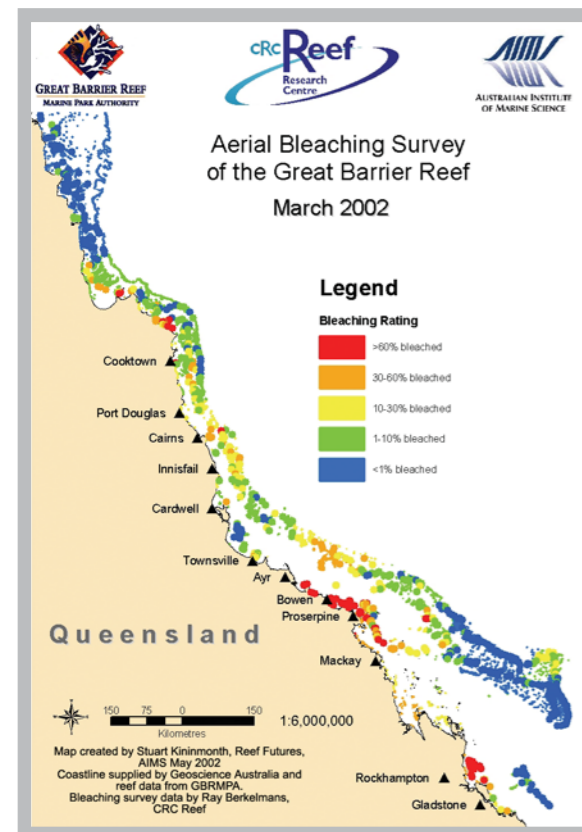 GREAT BARRIER REEF
MARINE PARK AUTHORITY
CRC Reef
Research
Centre
AIMS
AUSTRALIAN INSTITUTE
OF MARINE SCIENCE
Aerial Bleaching Survey
of the Great Barrier Reef
March 2002
Legend
Bleaching Rating
>60% bleached
30-60% bleached
10-30% bleached
1-10% bleached
<1% bleached
Cooktown
Port Douglas
Cairns
Innisfail
Cardwell
Townsville
Ayr
Bowen
Proserpine
Queensland
Mackay
150 75 0 150
Kilometres
1:6,000,000
Map created by Stuart Kininmonth, Reef Futures,
AIMS May 2002
Coastline supplied by Geoscience Australia and
reef data from GBRMPA.
Bleaching survey data by Ray Berkelmans,
CRC Reef
Rockhampton
Gladstone